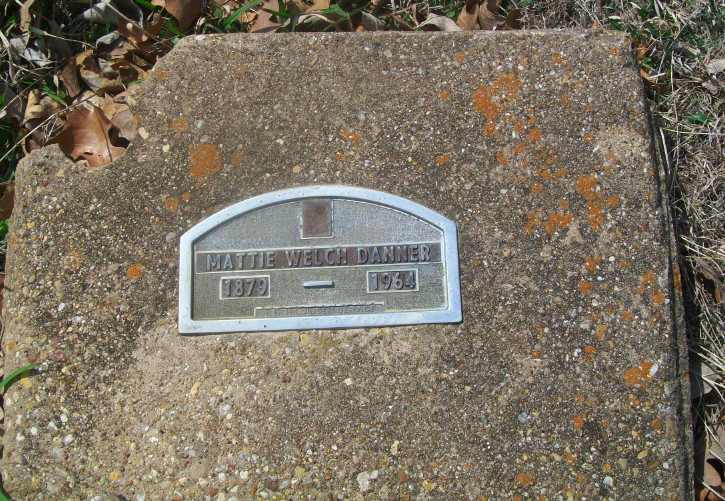 MATTIE WELCH DANNER
1879 — 1964